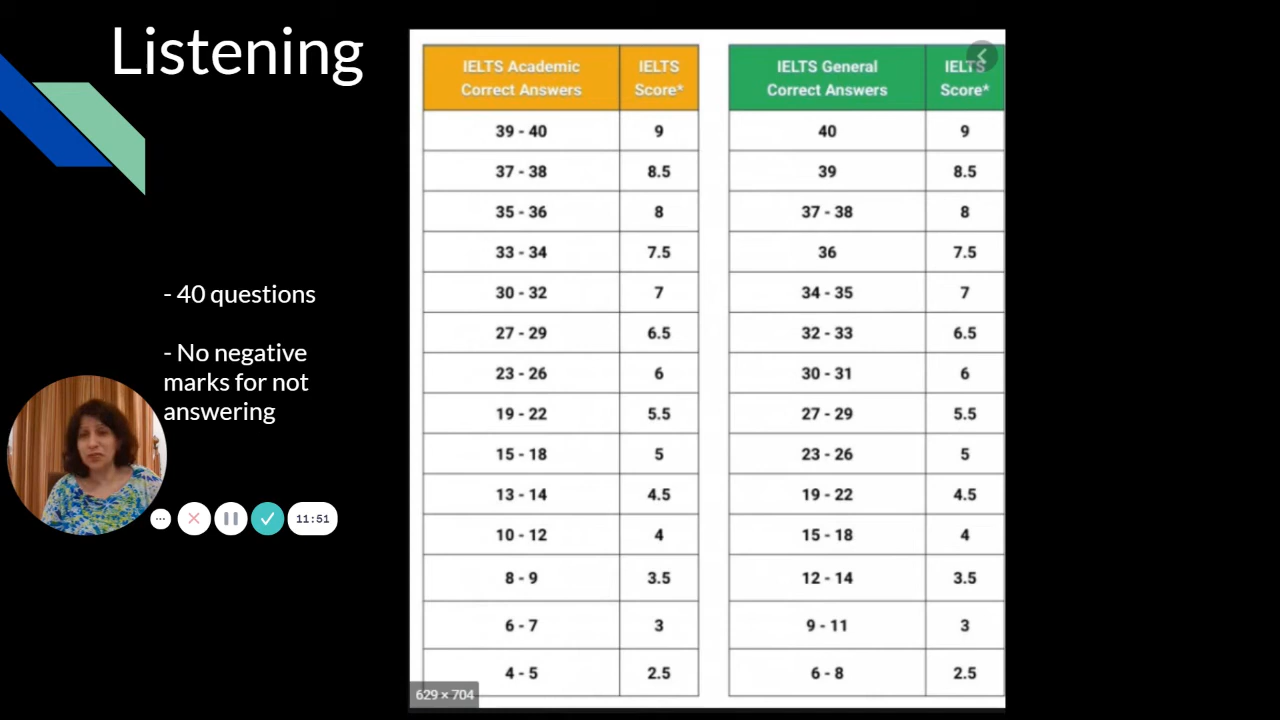 Listening
- 40 questions
- No negative
marks for not
answering
11:51
IELTS Academic IELTS
Correct Answers Score*
39 - 40 9
37 - 38 8.5
35 - 36 8
33 - 34 7.5
30 - 32 7
27 - 29 6.5
23 - 26 6
19 - 22 5.5
15 - 18 5
13 - 14 4.5
10 - 12 4
8 - 9 3.5
6 - 7 3
4 - 5 2.5
629 × 704
IELTS General IELTS
Correct Answers Score*
40 9
39 8.5
37 - 38 8
36 7.5
34 - 35 7
32 - 33 6.5
30 - 31 6
27 - 29 5.5
23 - 26 5
19 - 22 4.5
15 - 18 4
12 - 14 3.5
9 - 11 3
6 - 8 2.5